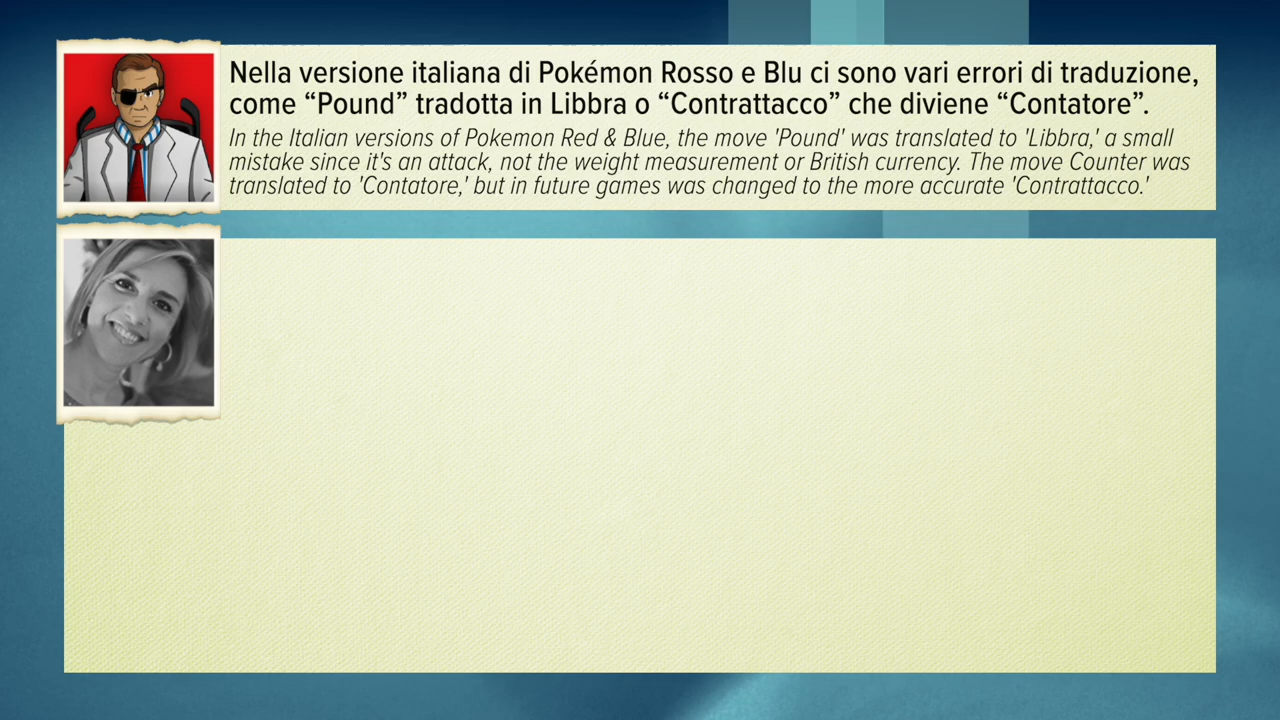 Nella versione italiana di Pokémon Rosso e Blu ci sono vari errori di traduzione,
come “Pound” tradotta in Libbra o “Contrattacco” che diviene “Contatore”.
In the Italian versions of Pokemon Red & Blue, the move 'Pound' was translated to 'Libbra,' a small
mistake since it's an attack, not the weight measurement or British currency. The move Counter was
translated to 'Contatore,' but in future games was changed to the more accurate 'Contrattacco.'